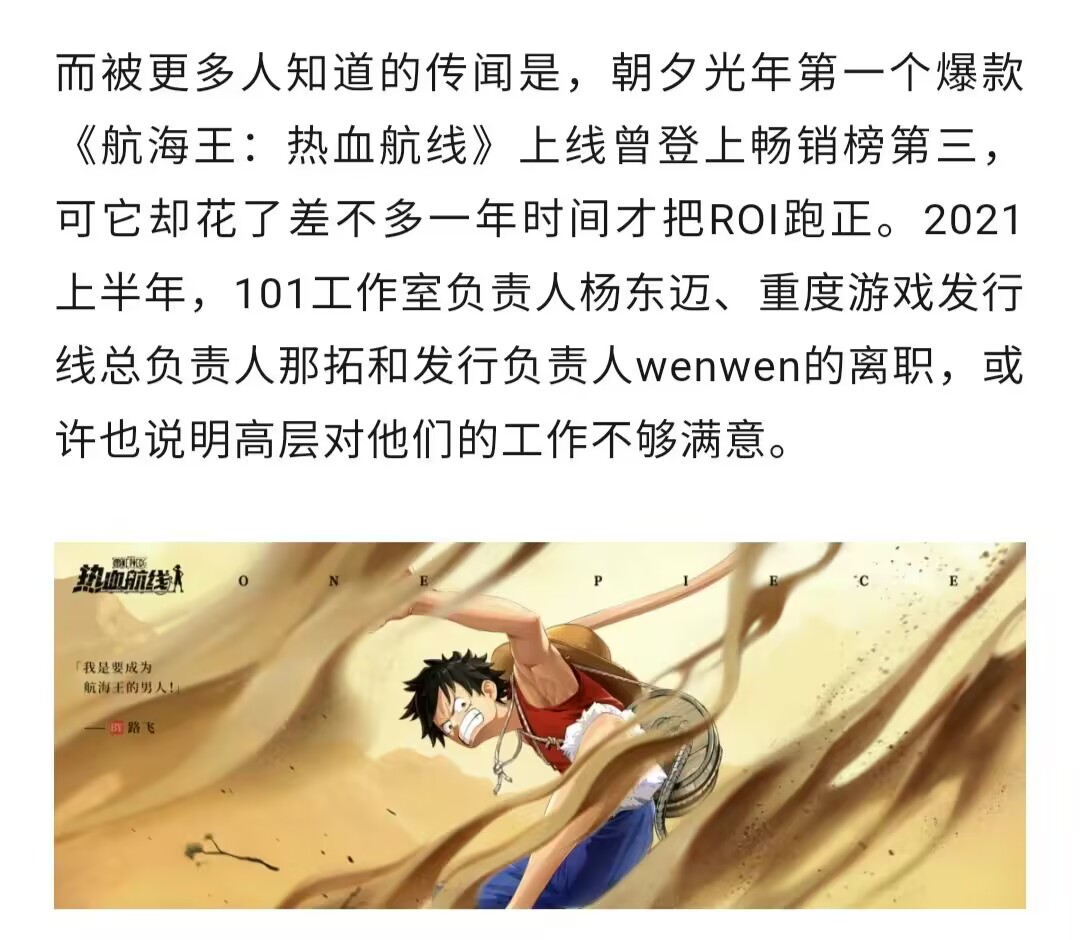 而被更多人知道的传闻是，朝夕光年第一个爆款
《航海王：热血航线》上线曾登上畅销榜第三，
可它却花了差不多一年时间才把ROI跑正。2021
上半年，101工作室负责人杨东迈、重度游戏发行
线总负责人那拓和发行负责人wenwen的离职，或
许也说明高层对他们的工作不够满意。
ONE PIECE
热血航线
O N E P I E C E
「我是要成为
航海王的男人!」
——BY路飞